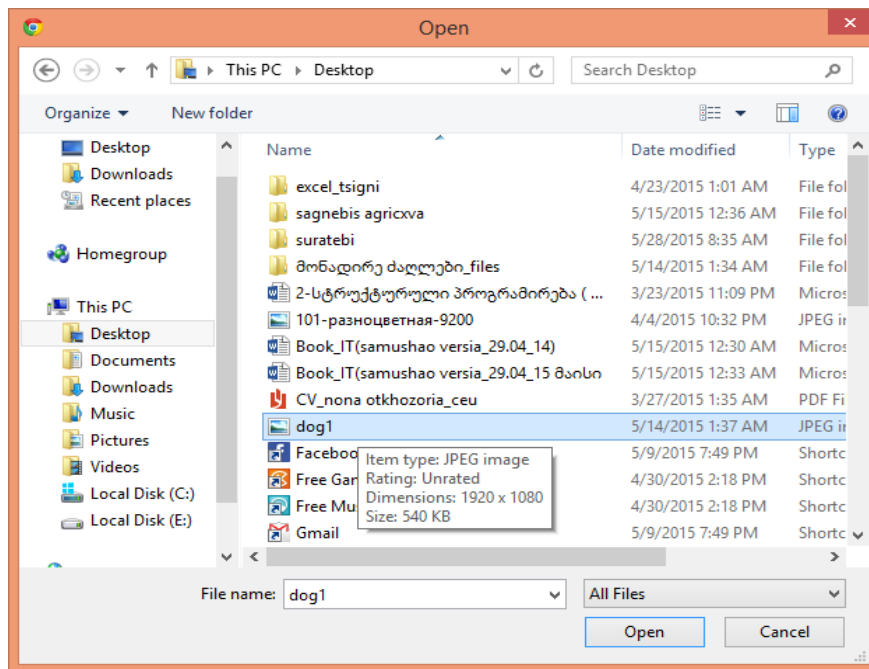 Open
This PC Desktop
Search Desktop
Organize New folder
Desktop
Downloads
Recent places
Homegroup
This PC
Desktop
Documents
Downloads
Music
Pictures
Videos
Local Disk (C:)
Local Disk (E:)
Name Date modified Type
excel_tsigni 4/23/2015 1:01 AM File fol
sagnebis agricxva 5/15/2015 12:36 AM File fol
suratebi 5/28/2015 8:35 AM File fol
მონადირე ძაღლები_files 5/14/2015 1:34 AM File fol
2-სტრუქტურული პროგრამირება ( ... 3/23/2015 11:09 PM Micros
101-разноцветная-9200 4/4/2015 10:32 PM JPEG ir
Book_IT(samushao versia_29.04_14) 5/15/2015 12:30 AM Micros
Book_IT(samushao versia_29.04_15 მაისი 5/15/2015 12:33 AM Micros
CV_nona otkhozoria_ceu 3/27/2015 1:35 AM PDF Fi
dog1 5/14/2015 1:37 AM JPEG ir
Faceboo 5/9/2015 7:49 PM Shortc
Free Gar 4/30/2015 2:18 PM Shortc
Free Mu 4/30/2015 2:18 PM Shortc
Gmail 5/9/2015 7:49 PM Shortc
Item type: JPEG image
Rating: Unrated
Dimensions: 1920 x 1080
Size: 540 KB
File name: dog1 All Files
Open Cancel